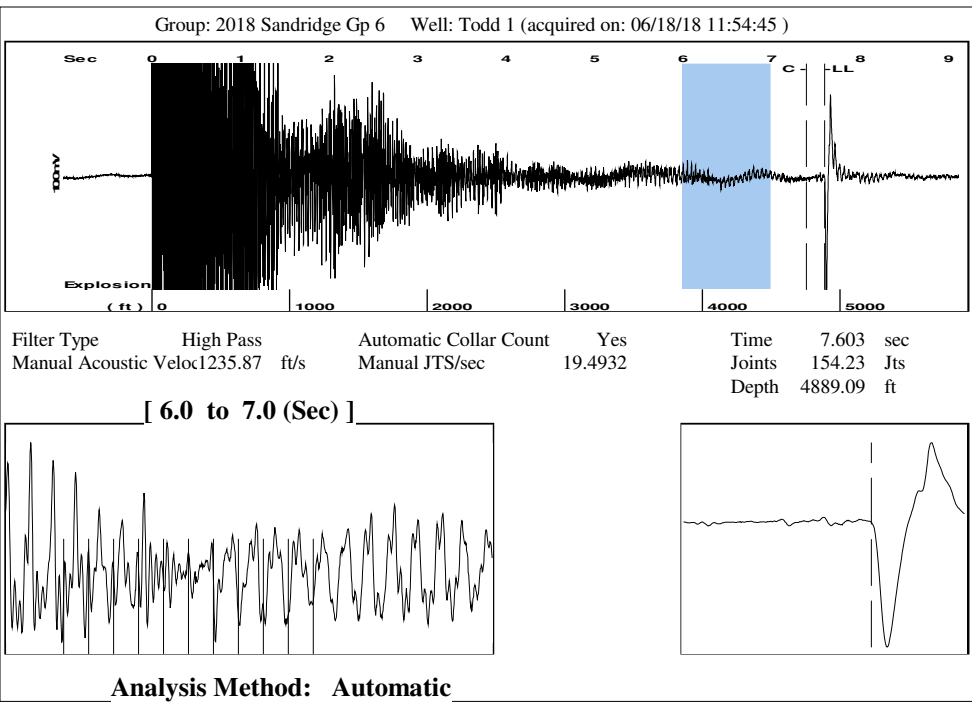 Group: 2018 Sandridge Gp 6 Well: Todd 1 (acquired on: 06/18/18 11:54:45 )
Sec 0 1 2 3 4 5 6 7 8 9
C - -LL
100mV
Explosion
( ft ) 0 1000 2000 3000 4000 5000
Filter Type High Pass Automatic Collar Count Yes Time 7.603 sec
Manual Acoustic Veloc1235.87 ft/s Manual JTS/sec 19.4932 Joints 154.23 Jts
Depth 4889.09 ft
[ 6.0 to 7.0 (Sec) ]
Analysis Method: Automatic